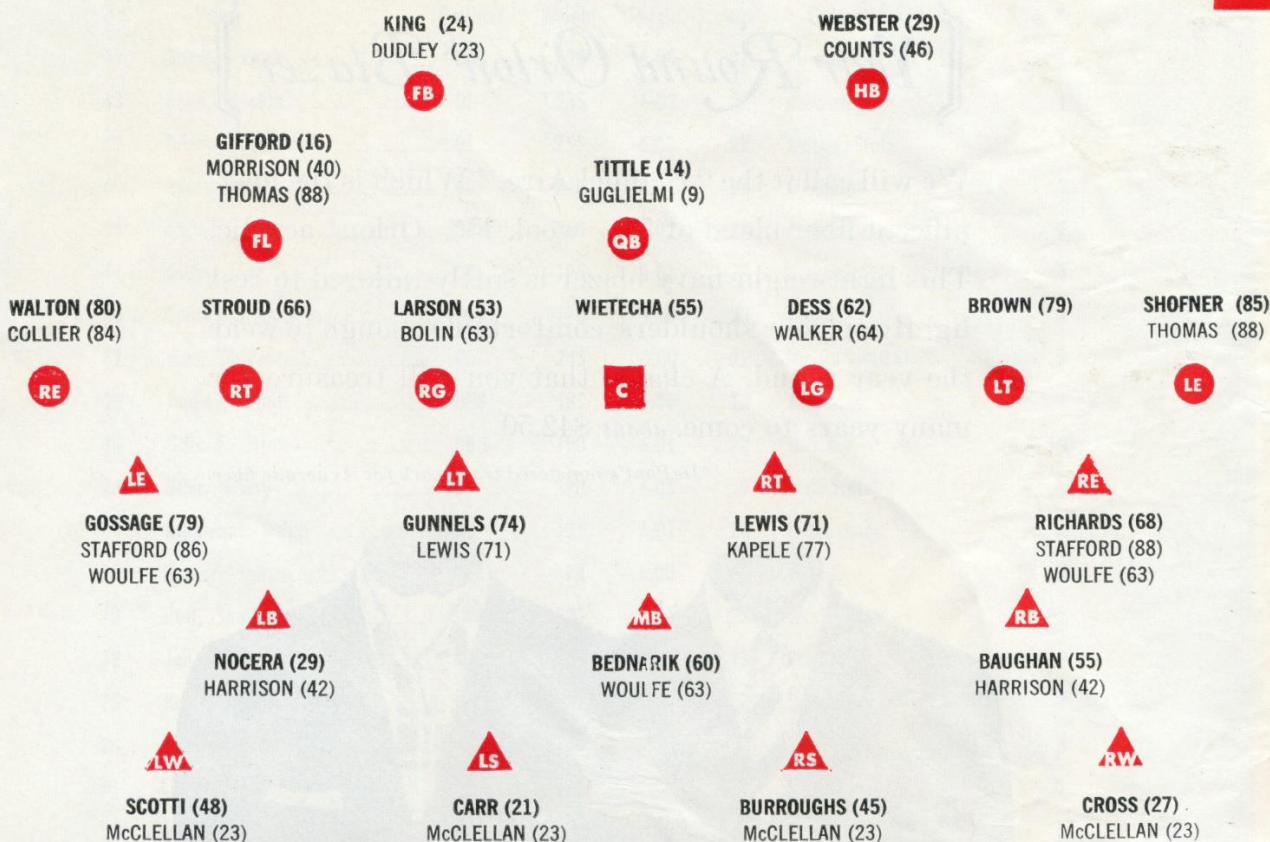 KING (24)
DUDLEY (23)
FB
WEBSTER (29)
COUNTS (46)
HB
GIFFORD (16)
MORRISON (40)
THOMAS (88)
FL
TITTLE (14)
GUGLIELMI (9)
QB
WALTON (80)
COLLIER (84)
RE
STROUD (66)
RT
LARSON (53)
BOLIN (63)
RG
WIETECHA (55)
C
DESS (62)
WALKER (64)
LG
BROWN (79)
LT
SHOFNER (85)
THOMAS (88)
LE
LE
GOSSAGE (79)
STAFFORD (86)
WOULFE (63)
LT
GUNNELS (74)
LEWIS (71)
RT
LEWIS (71)
KAPELE (77)
RE
RICHARDS (68)
STAFFORD (88)
WOULFE (63)
LB
NOCERA (29)
HARRISON (42)
MB
BEDNARIK (60)
WOULFE (63)
RB
BAUGHAN (55)
HARRISON (42)
LW
SCOTTI (48)
McCLELLAN (23)
LS
CARR (21)
McCLELLAN (23)
RS
BURROUGHS (45)
McCLELLAN (23)
RW
CROSS (27)
McCLELLAN (23)